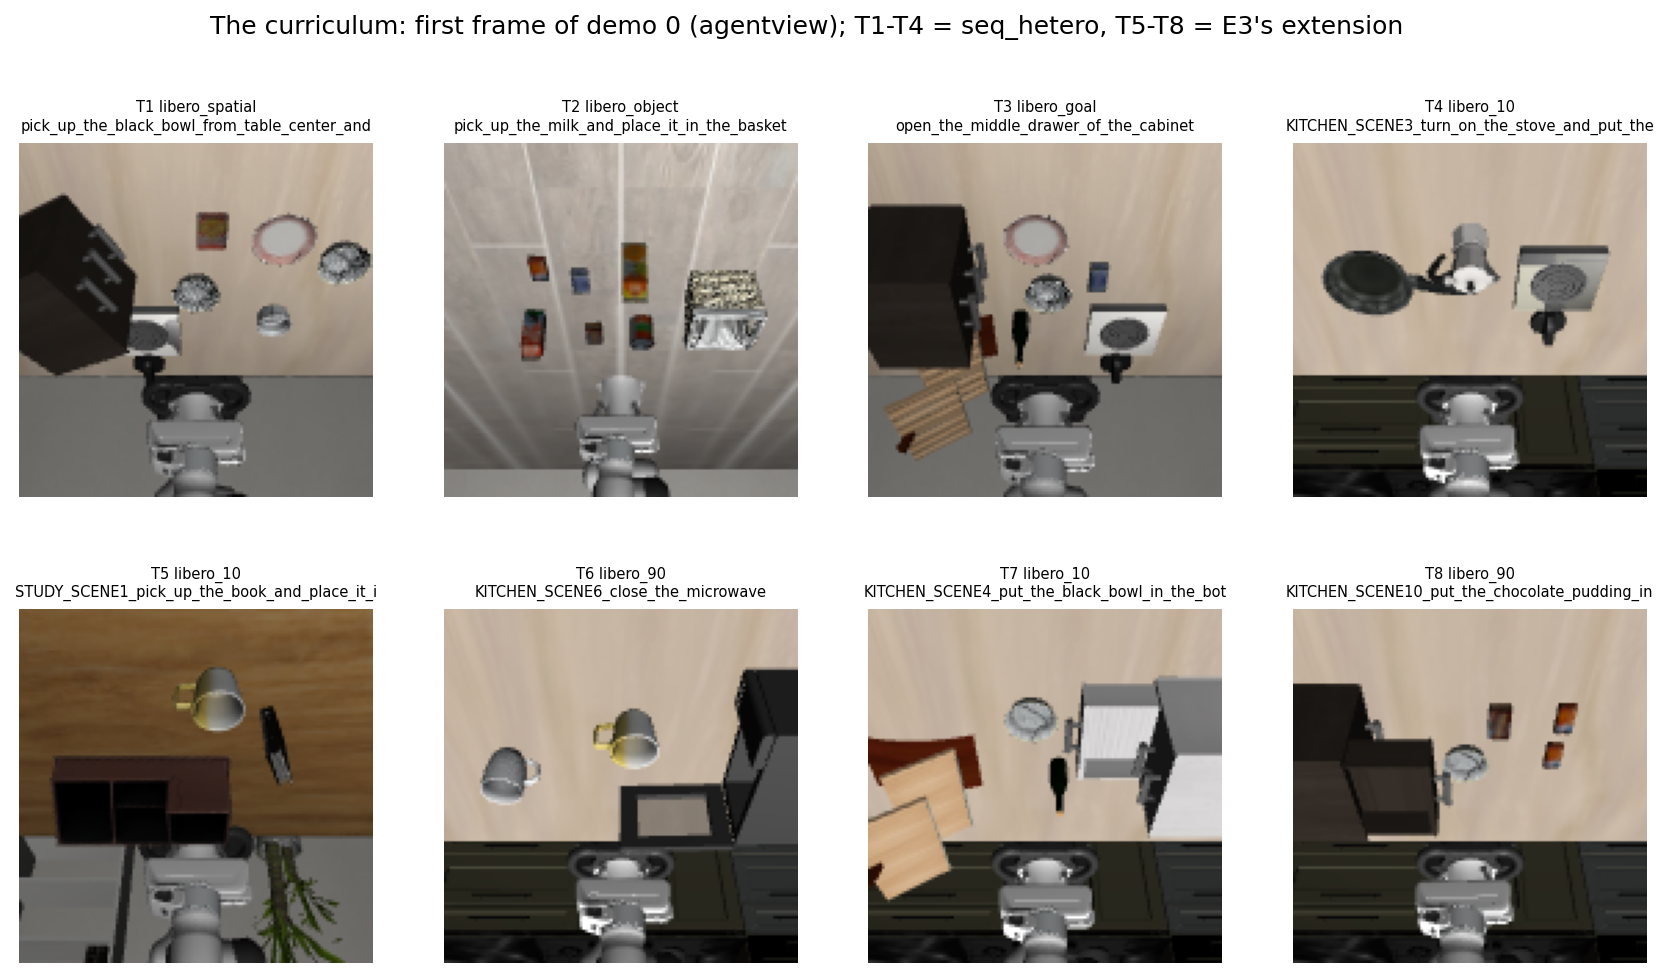 The curriculum: first frame of demo 0 (agentview); T1-T4 = seq_hetero, T5-T8 = E3's extension
T1 libero_spatial
pick_up_the_black_bowl_from_table_center_and
T2 libero_object
pick_up_the_milk_and_place_it_in_the_basket
T3 libero_goal
open_the_middle_drawer_of_the_cabinet
T4 libero_10
KITCHEN_SCENE3_turn_on_the_stove_and_put_the
T5 libero_10
STUDY_SCENE1_pick_up_the_book_and_place_it_i
T6 libero_90
KITCHEN_SCENE6_close_the_microwave
T7 libero_10
KITCHEN_SCENE4_put_the_black_bowl_in_the_bot
T8 libero_90
KITCHEN_SCENE10_put_the_chocolate_pudding_in